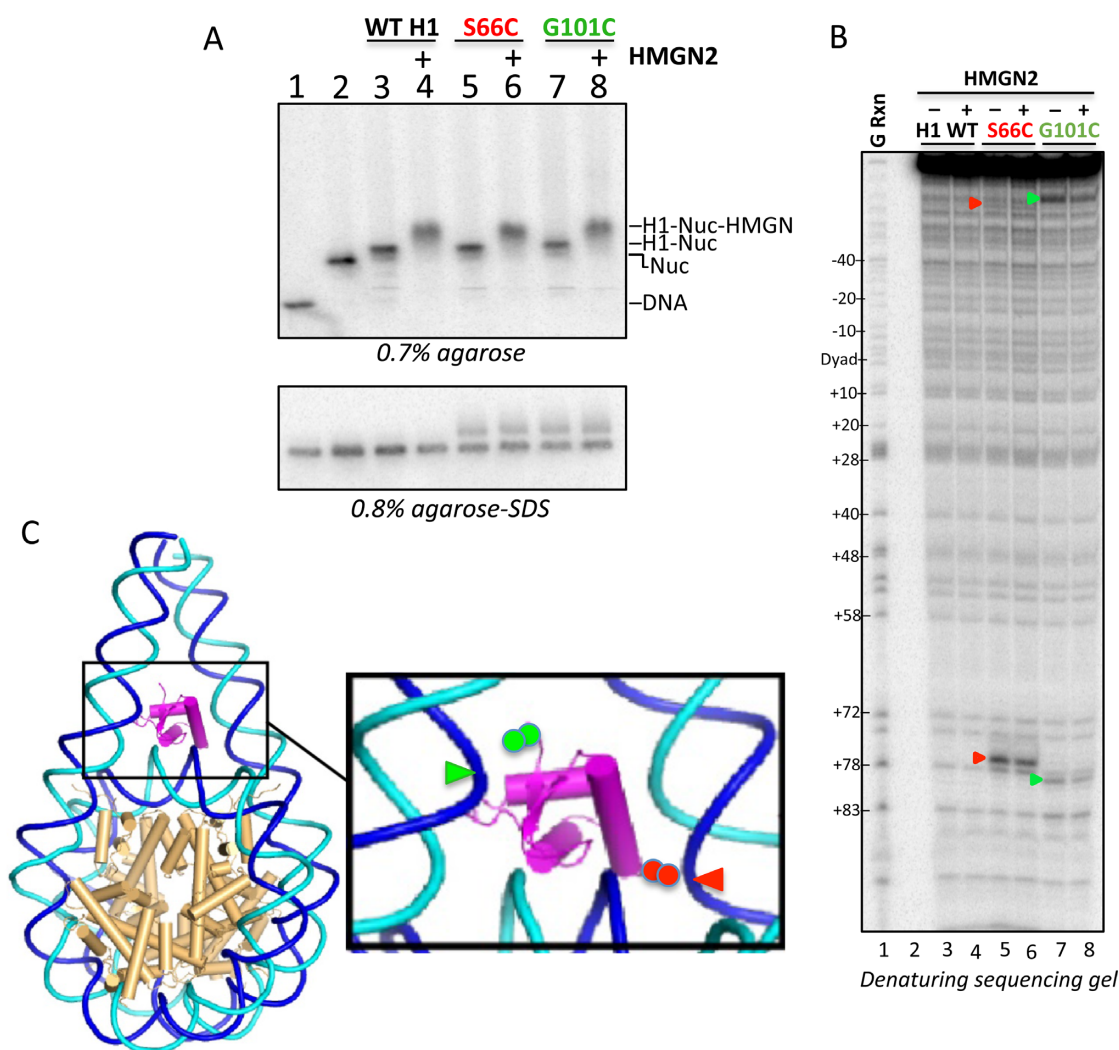 A
WT H1 S66C G101C
+ + + HMGN2
1 2 3 4 5 6 7 8
–H1-Nuc-HMGN
–H1-Nuc
Nuc
–DNA
0.7% agarose
0.8% agarose-SDS
B
HMGN2
– + – + – +
G Rxn
H1 WT S66C G101C
-40
-20
-10
Dyad
+10
+20
+28
+40
+48
+58
+72
+78
+83
1 2 3 4 5 6 7 8
Denaturing sequencing gel
C